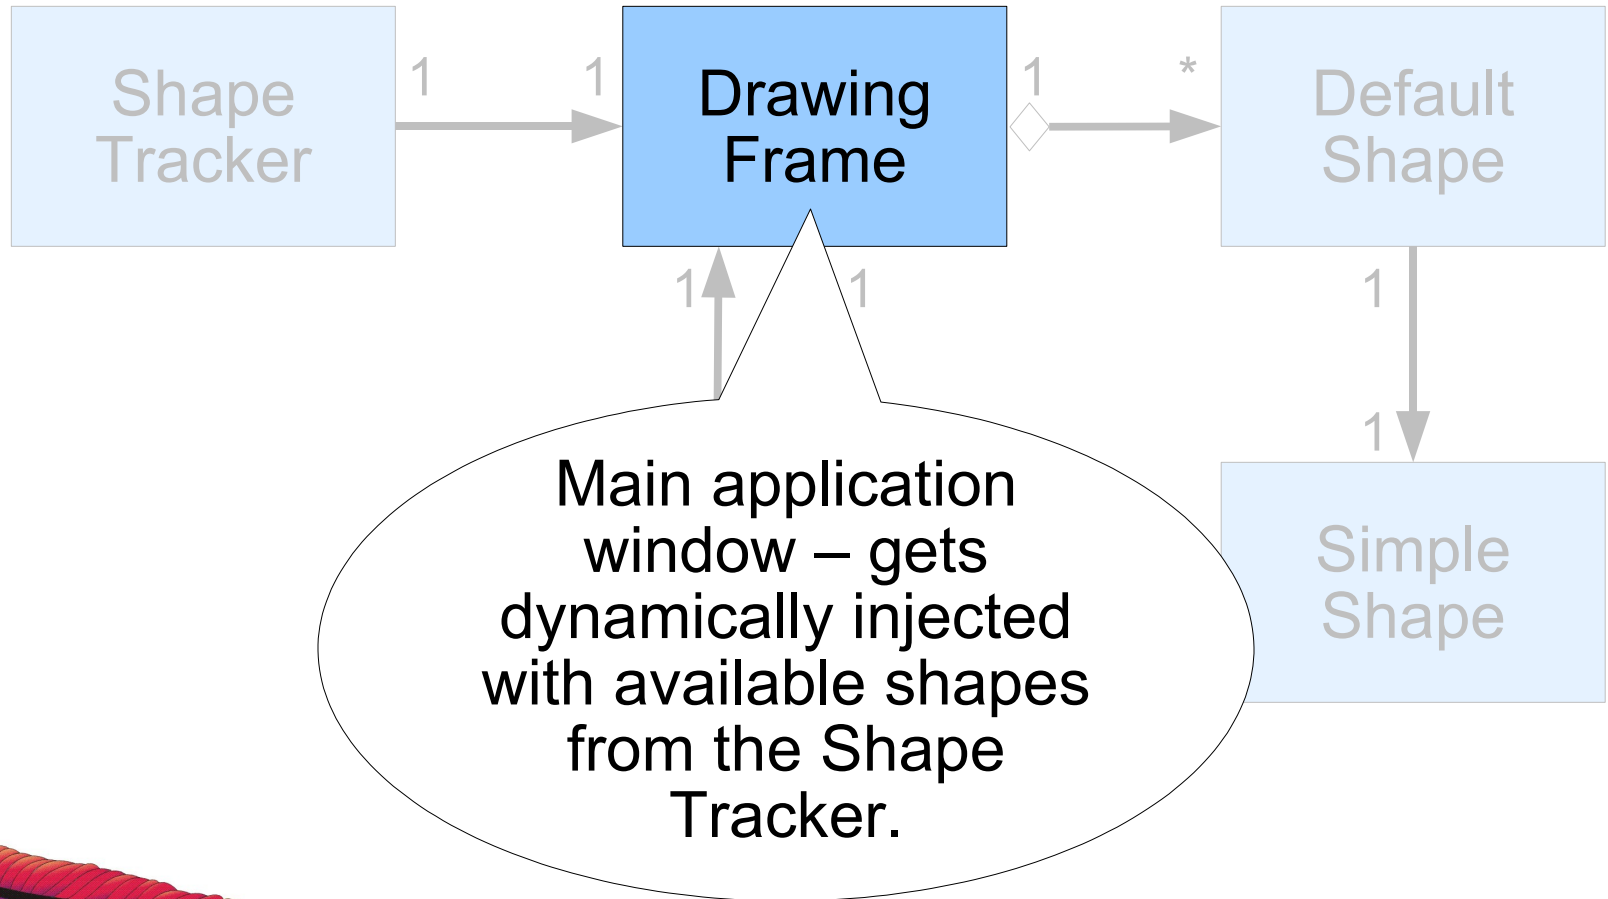 Shape
Tracker
1
1
Drawing
Frame
1
*
Default
Shape
1
1
1
1
Simple
Shape
Main application
window – gets
dynamically injected
with available shapes
from the Shape
Tracker.